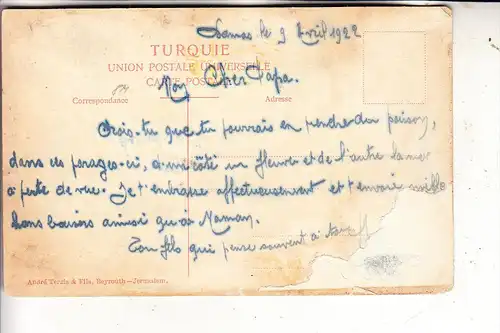 Damas le 9 Avril 1922
TURQUIE
UNION POSTALE UNIVERSELLE
CARTE POSTALE
Mon Cher Papa.
Correspondance
Adresse
Crois-tu que tu pourrais en prendre du poisson,
dans ces parages-ci, d'un côté un fleuve et de l'autre la mer
à perte de vue. Je t'embrasse affectueusement et t'envoie mille
bons baisers ainsi qu'à Maman.
Ton fils qui pense souvent à
André Terzis & Fils, Beyrouth—Jérusalem.